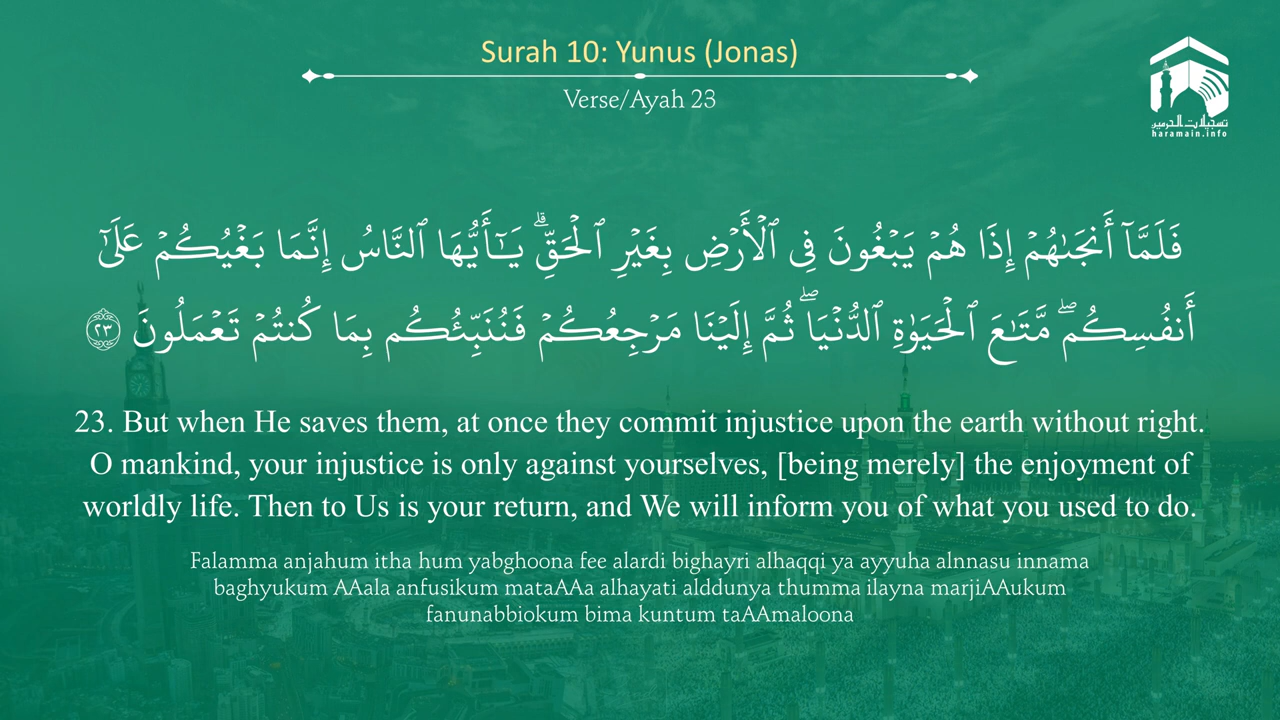 Surah 10: Yunus (Jonas)
Verse/Ayah 23
تسجيلات الحرمين
haramain.info
فَلَمَّآ أَنجَىٰهُمْ إِذَا هُمْ يَبْغُونَ فِى ٱلْأَرْضِ بِغَيْرِ ٱلْحَقِّ ۗ يَـٰٓأَيُّهَا ٱلنَّاسُ إِنَّمَا بَغْيُكُمْ عَلَىٰٓ
أَنفُسِكُم ۖ مَّتَـٰعَ ٱلْحَيَوٰةِ ٱلدُّنْيَا ۖ ثُمَّ إِلَيْنَا مَرْجِعُكُمْ فَنُنَبِّئُكُم بِمَا كُنتُمْ تَعْمَلُونَ ٢٣
23. But when He saves them, at once they commit injustice upon the earth without right.
O mankind, your injustice is only against yourselves, [being merely] the enjoyment of
worldly life. Then to Us is your return, and We will inform you of what you used to do.
Falamma anjahum itha hum yabghoona fee alardi bighayri alhaqqi ya ayyuha alnnasu innama
baghyukum AAala anfusikum mataAAa alhayati alddunya thumma ilayna marjiAAukum
fanunabbiokum bima kuntum taAAmaloona